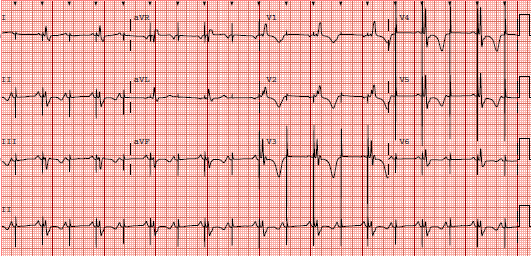 I aVR V1 V4
II aVL V2 V5
III aVF V3 V6
II